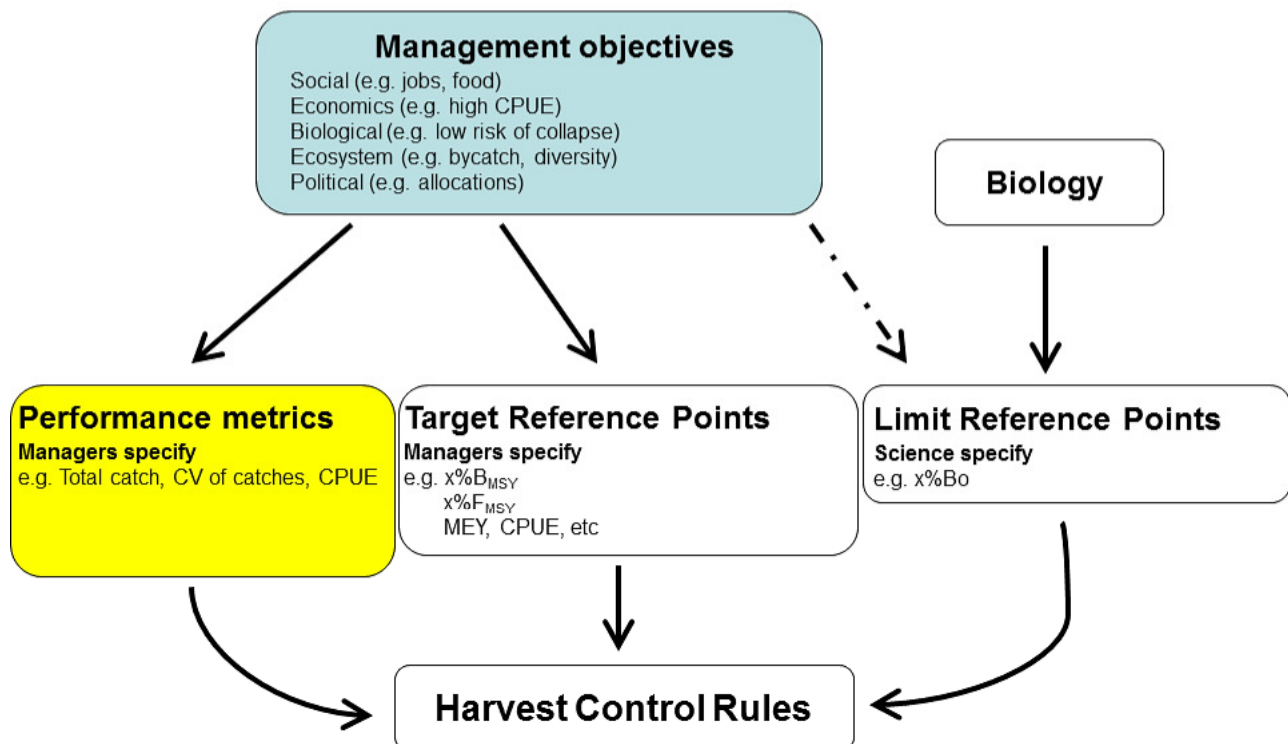 Management objectives
Social (e.g. jobs, food)
Economics (e.g. high CPUE)
Biological (e.g. low risk of collapse)
Ecosystem (e.g. bycatch, diversity)
Political (e.g. allocations)
Biology
Performance metrics
Managers specify
e.g. Total catch, CV of catches, CPUE
Target Reference Points
Managers specify
e.g. x%BMSY
x%FMSY
MEY, CPUE, etc
Limit Reference Points
Science specify
e.g. x%Bo
Harvest Control Rules